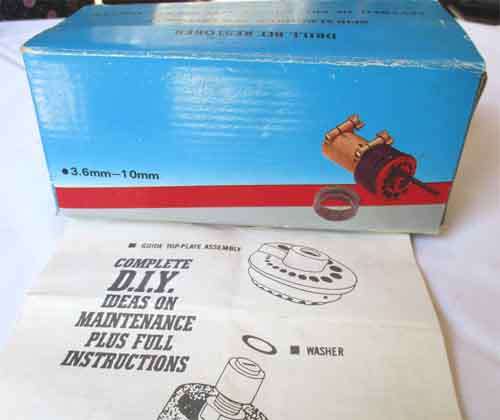 DRILL BIT RESTORER
●3.6mm—10mm
■ GUIDE TOP-PLATE ASSEMBLY
COMPLETE
D.I.Y.
IDEAS ON
MAINTENANCE
PLUS FULL
INSTRUCTIONS
■ WASHER